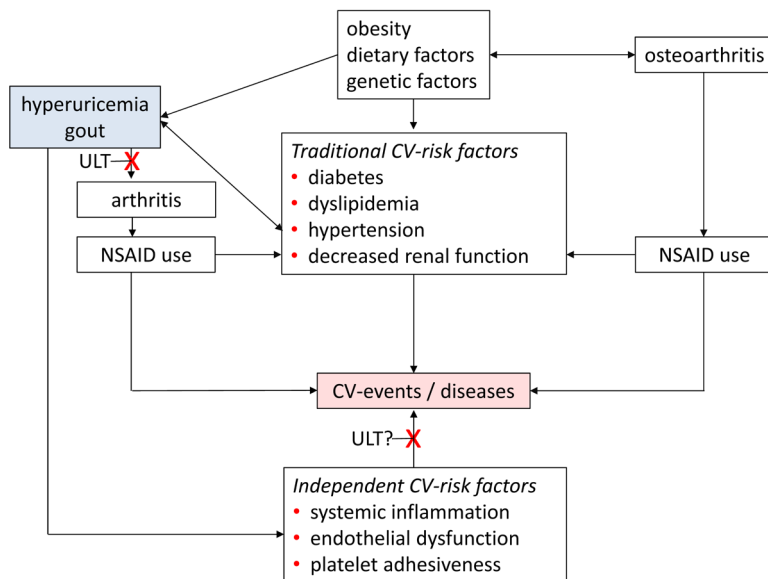 obesity
dietary factors
genetic factors
osteoarthritis
hyperuricemia
gout
ULT
X
arthritis
NSAID use
Traditional CV-risk factors
• diabetes
• dyslipidemia
• hypertension
• decreased renal function
NSAID use
CV-events / diseases
ULT?
X
Independent CV-risk factors
• systemic inflammation
• endothelial dysfunction
• platelet adhesiveness